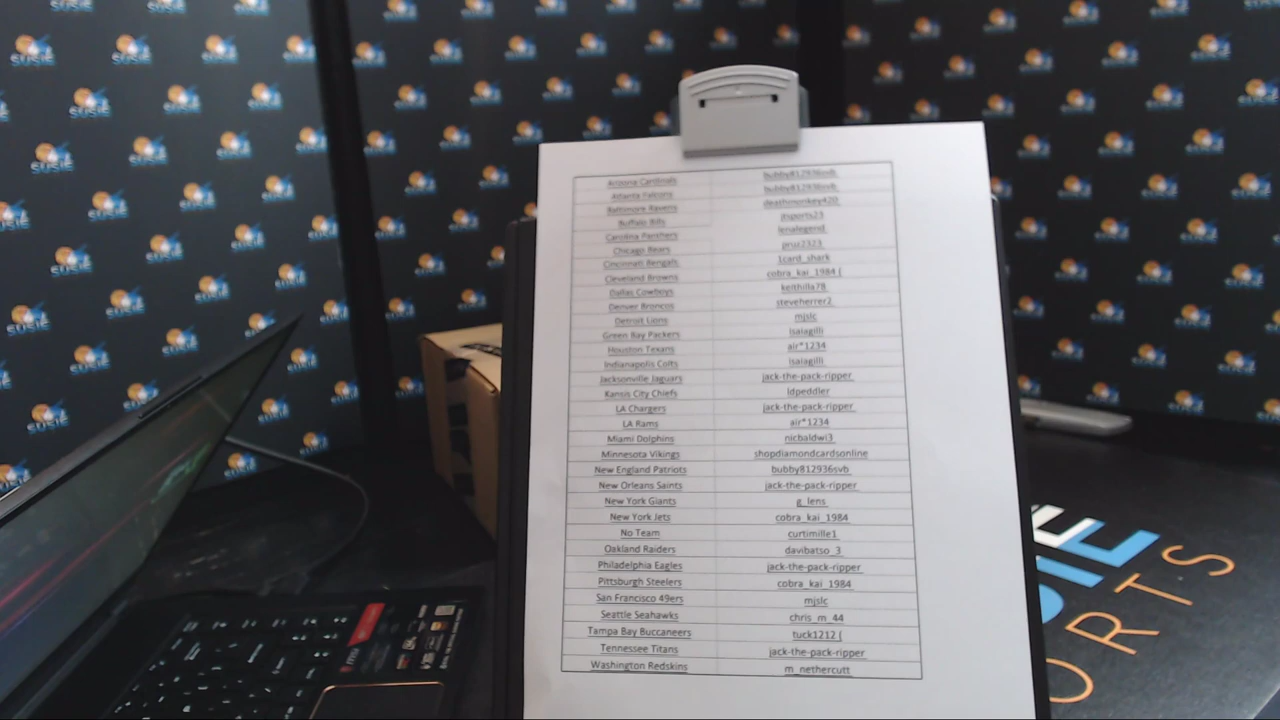 Arizona Cardinals bubby812936svb
Atlanta Falcons bubby812936svb
Baltimore Ravens deathmonkey420
Buffalo Bills jtsports23
Carolina Panthers lenalegend
Chicago Bears pruz2323
Cincinnati Bengals 1card_shark
Cleveland Browns cobra_kai_1984 (
Dallas Cowboys keithilla78
Denver Broncos steveherrer2
Detroit Lions mjslc
Green Bay Packers isaiagilli
Houston Texans air*1234
Indianapolis Colts isaiagilli
Jacksonville Jaguars jack-the-pack-ripper
Kansas City Chiefs ldpeddler
LA Chargers jack-the-pack-ripper
LA Rams air*1234
Miami Dolphins nicbaldwi3
Minnesota Vikings shopdiamondcardsonline
New England Patriots bubby812936svb
New Orleans Saints jack-the-pack-ripper
New York Giants g_lens
New York Jets cobra_kai_1984
No Team curtimille1
Oakland Raiders davibatso_3
Philadelphia Eagles jack-the-pack-ripper
Pittsburgh Steelers cobra_kai_1984
San Francisco 49ers mjslc
Seattle Seahawks chris_m_44
Tampa Bay Buccaneers tuck1212 (
Tennessee Titans jack-the-pack-ripper
Washington Redskins m_nethercutt
SUSIE
msi